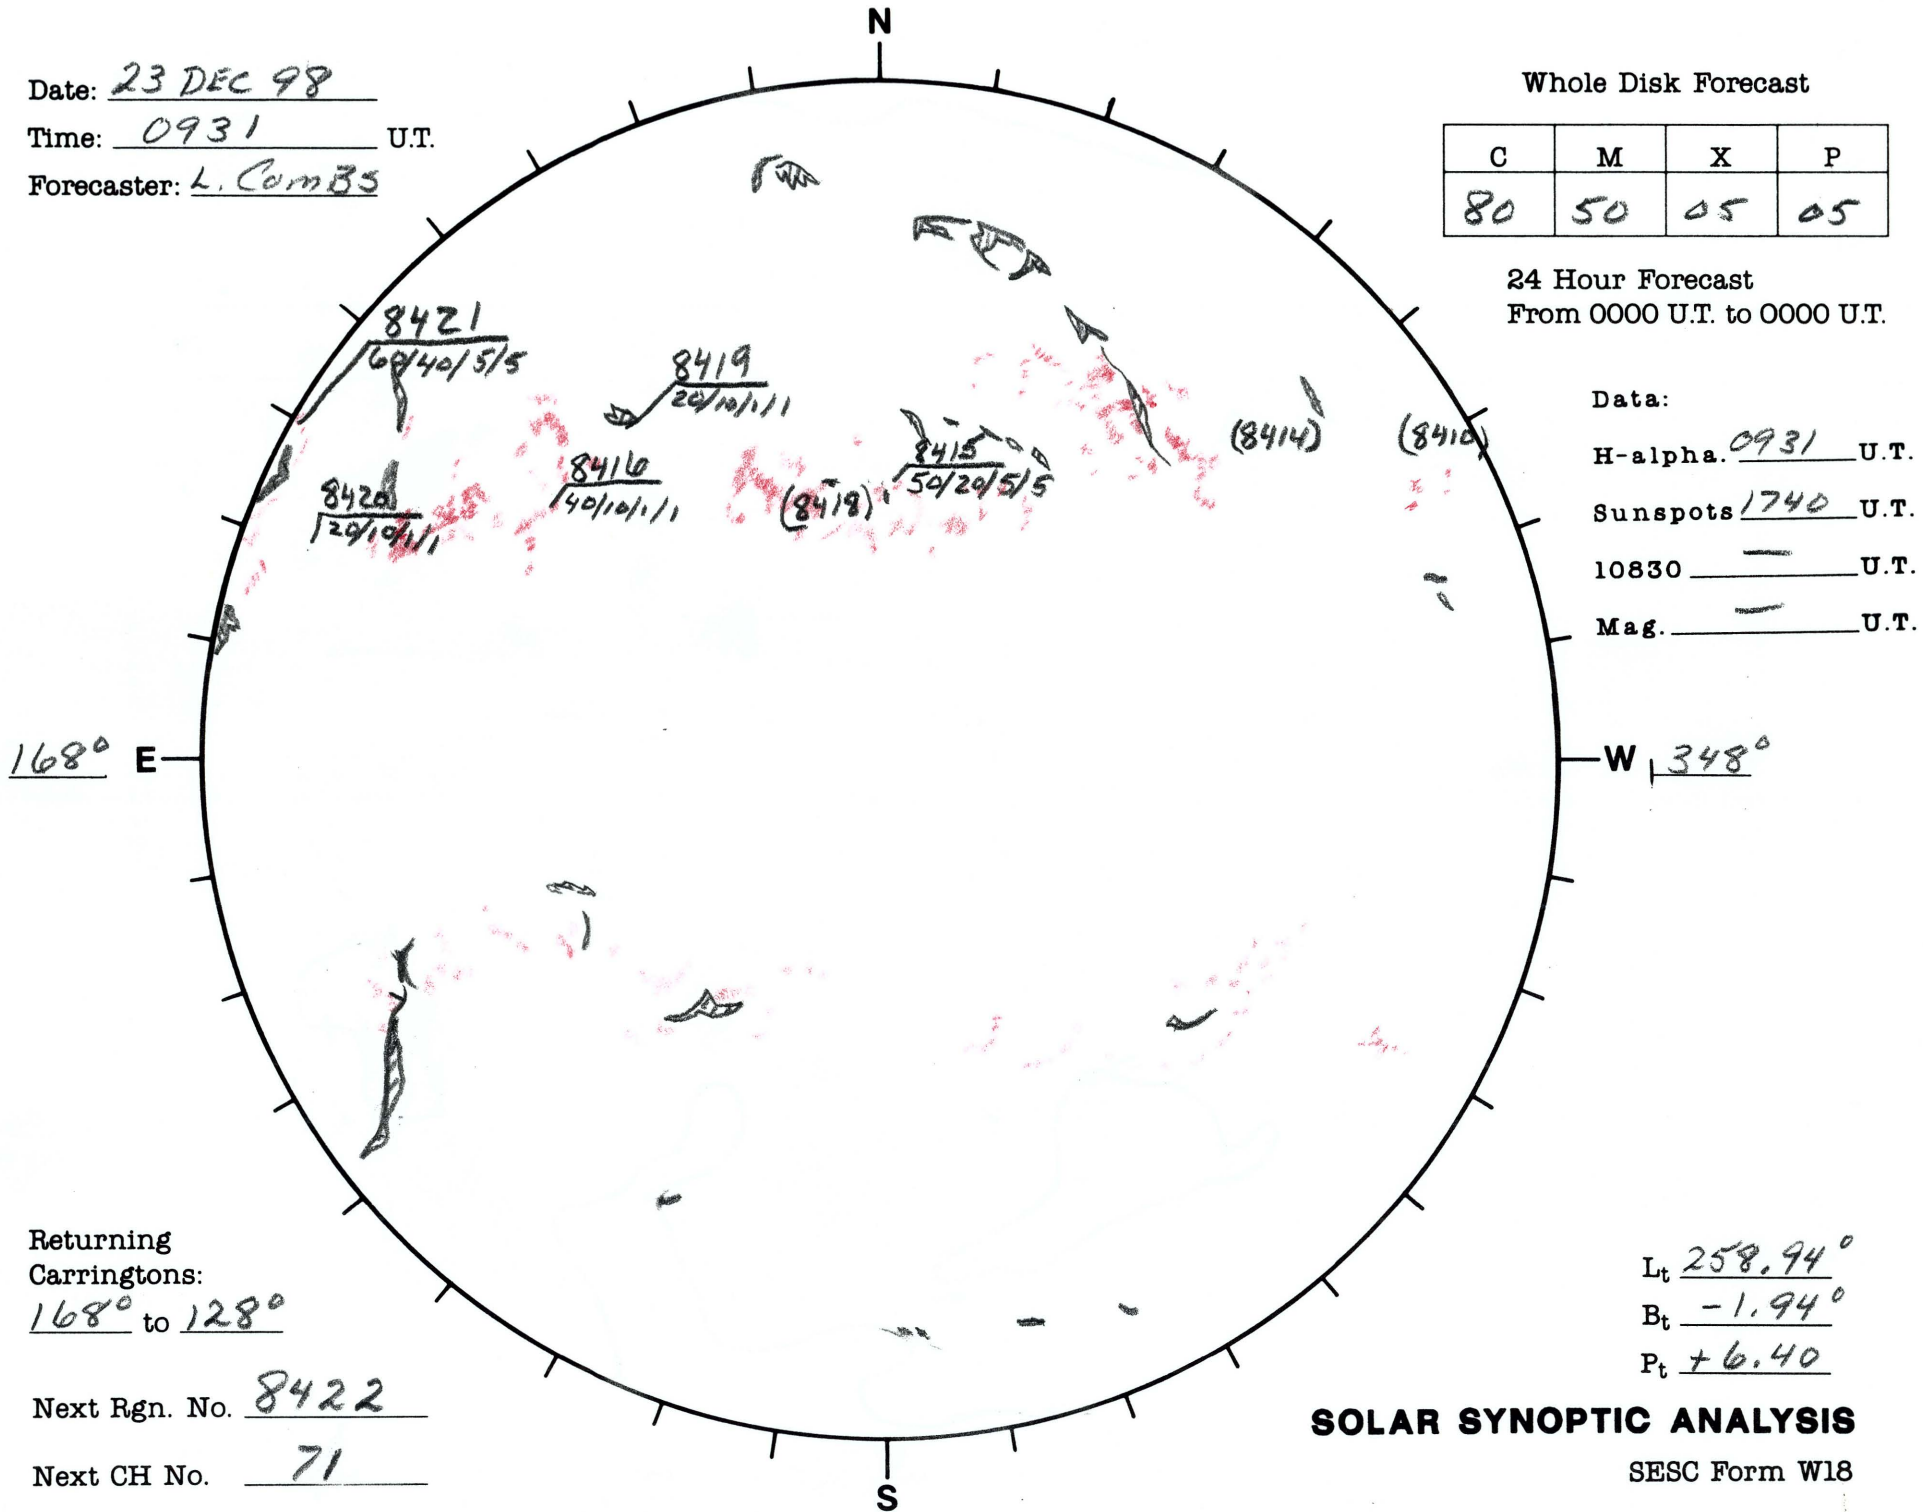 N
Date: 23 DEC 98
Time: 0931 U.T.
Forecaster: L. ComBs
Whole Disk Forecast
C M X P
80 50 05 05
24 Hour Forecast
From 0000 U.T. to 0000 U.T.
8421
60/40/5/5
8419
20/10/1/1
(8414)
(8410)
Data:
H-alpha. 0931 U.T.
8415
50/20/5/5
8416
40/10/1/1
(8418)
8420
20/10/1/1
Sunspots 1740 U.T.
10830 — U.T.
Mag. — U.T.
168° E
W 348°
Returning
Carringtons:
168° to 128°
Next Rgn. No. 8422
Next CH No. 71
Lt 258.94°
Bt -1.94°
Pt +6.40
SOLAR SYNOPTIC ANALYSIS
SESC Form W18
S